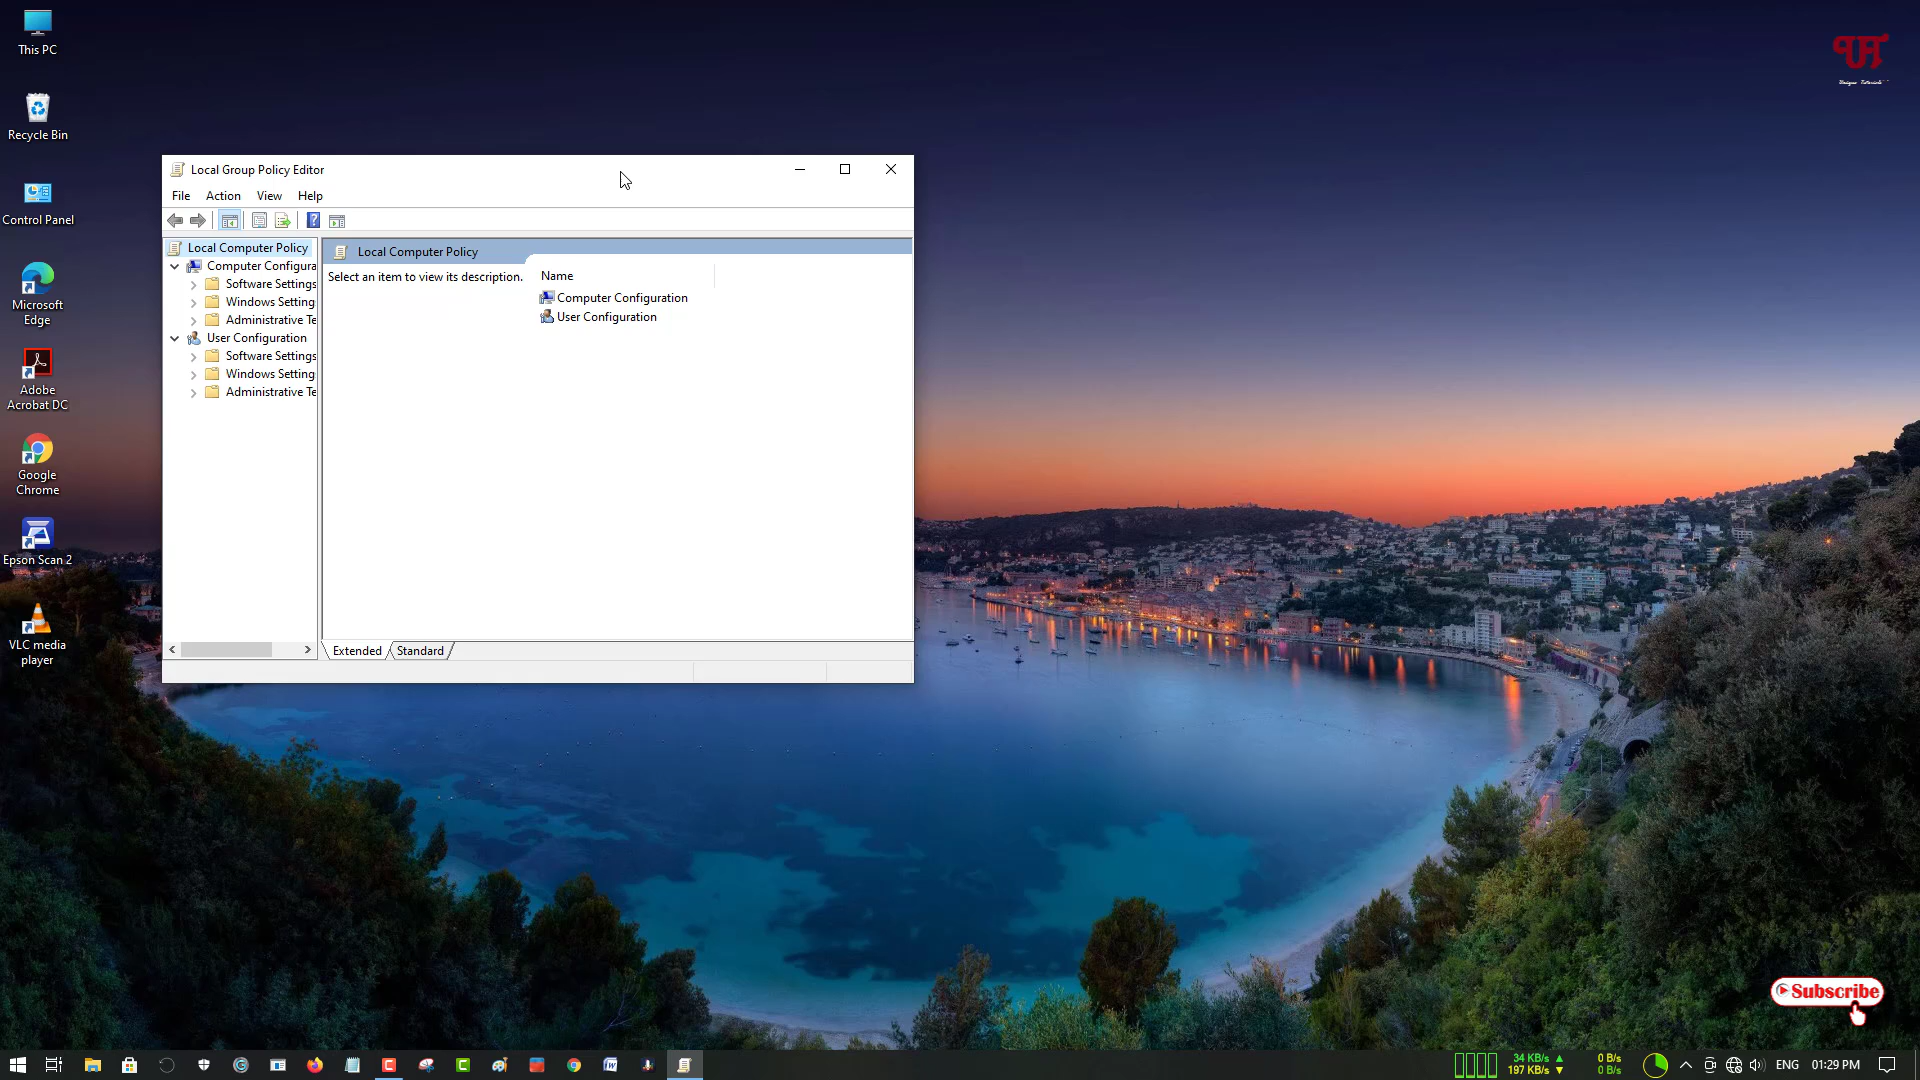 This PC
Recycle Bin
Control Panel
Microsoft
Edge
Adobe
Acrobat DC
Google
Chrome
Epson Scan 2
VLC media
player
Local Group Policy Editor
File Action View Help
Local Computer Policy
Computer Configura
Software Settings
Windows Setting
Administrative Te
User Configuration
Software Settings
Windows Setting
Administrative Te
Local Computer Policy
Select an item to view its description.
Name
Computer Configuration
User Configuration
Extended Standard
UT
Unique Tutorials
Subscribe
34 KB/s 0 B/s
197 KB/s 0 B/s
ENG 01:29 PM